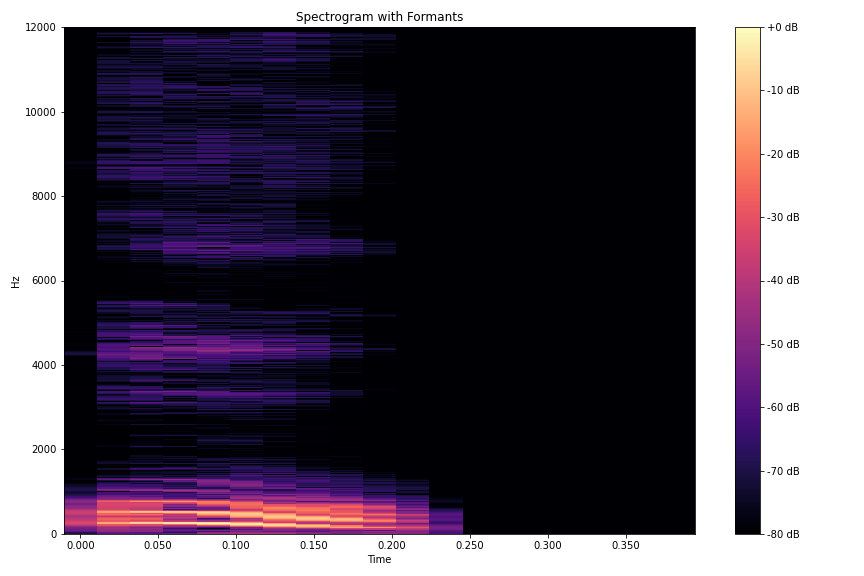 Spectrogram with Formants
12000
10000
8000
6000
4000
2000
0
Hz
0.000 0.050 0.100 0.150 0.200 0.250 0.300 0.350
Time
+0 dB
-10 dB
-20 dB
-30 dB
-40 dB
-50 dB
-60 dB
-70 dB
-80 dB